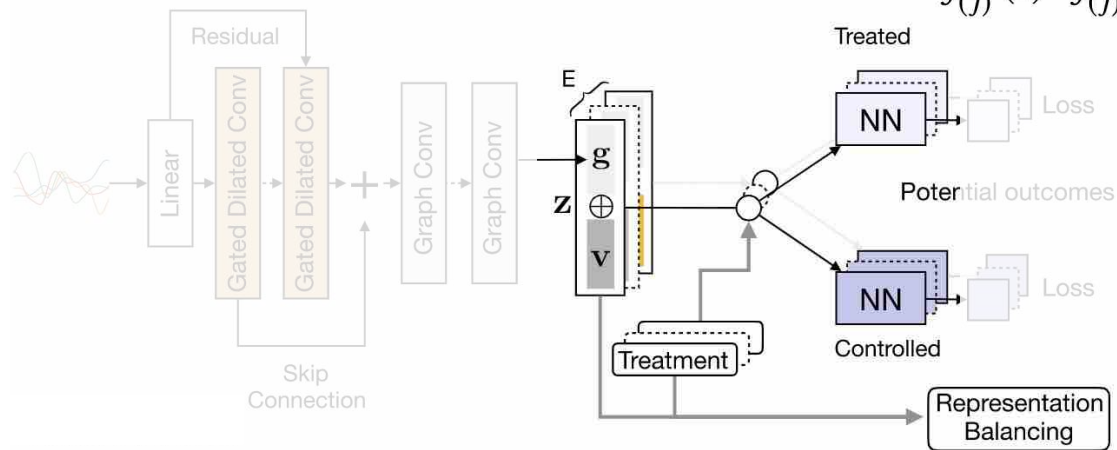 Residual
Linear
Gated Dilated Conv
Gated Dilated Conv
+
Skip
Connection
Graph Conv
Graph Conv
E
g
z ⊕
v
Treatment
Treated
NN
Loss
Potential outcomes
NN
Loss
Controlled
Representation
Balancing